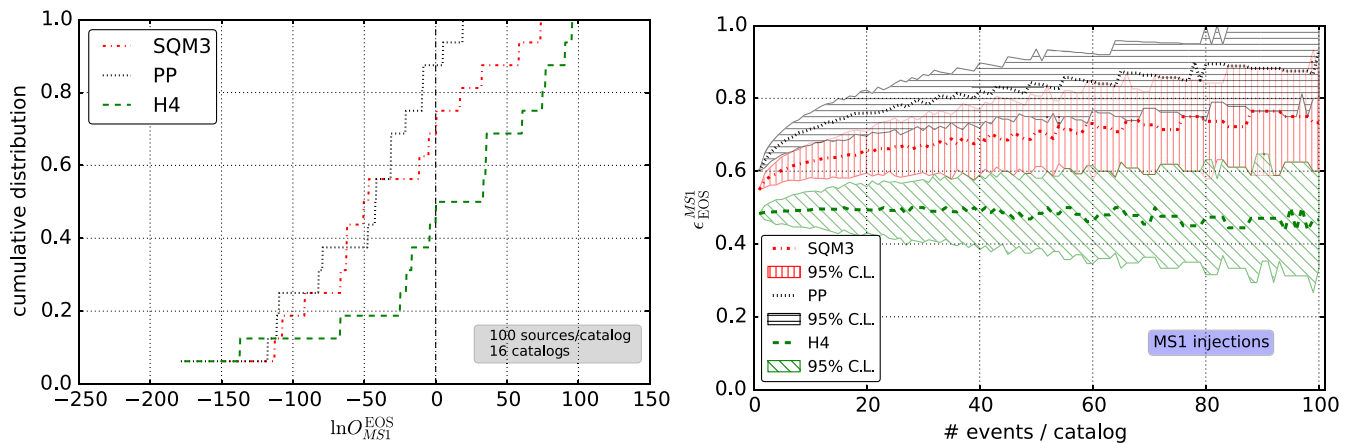 cumulative distribution
1.0
0.8
0.6
0.4
0.2
0.0
SQM3
PP
H4
100 sources/catalog
16 catalogs
−250 −200 −150 −100 −50 0 50 100 150
ln O^EOS_MS1
ϵ^MS1_EOS
1.0
0.8
0.6
0.4
0.2
0.0
SQM3
95% C.L.
PP
95% C.L.
H4
95% C.L.
MS1 injections
0 20 40 60 80 100
# events / catalog